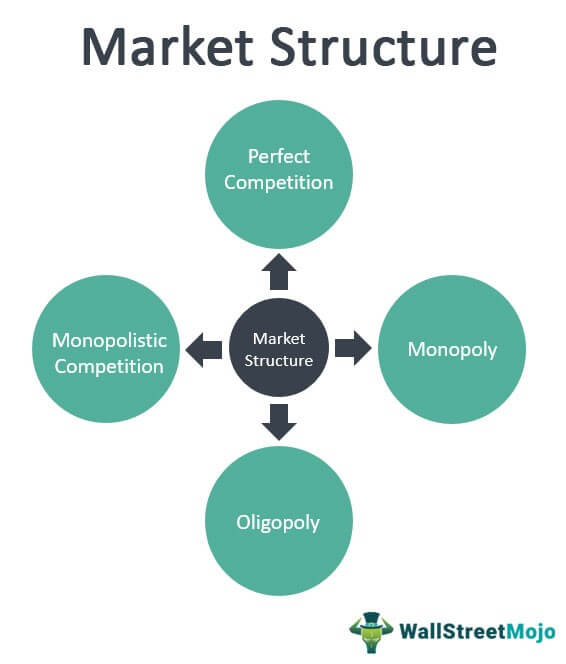 Market Structure
Perfect
Competition
Monopolistic
Competition
Market
Structure
Monopoly
Oligopoly
WallStreetMojo